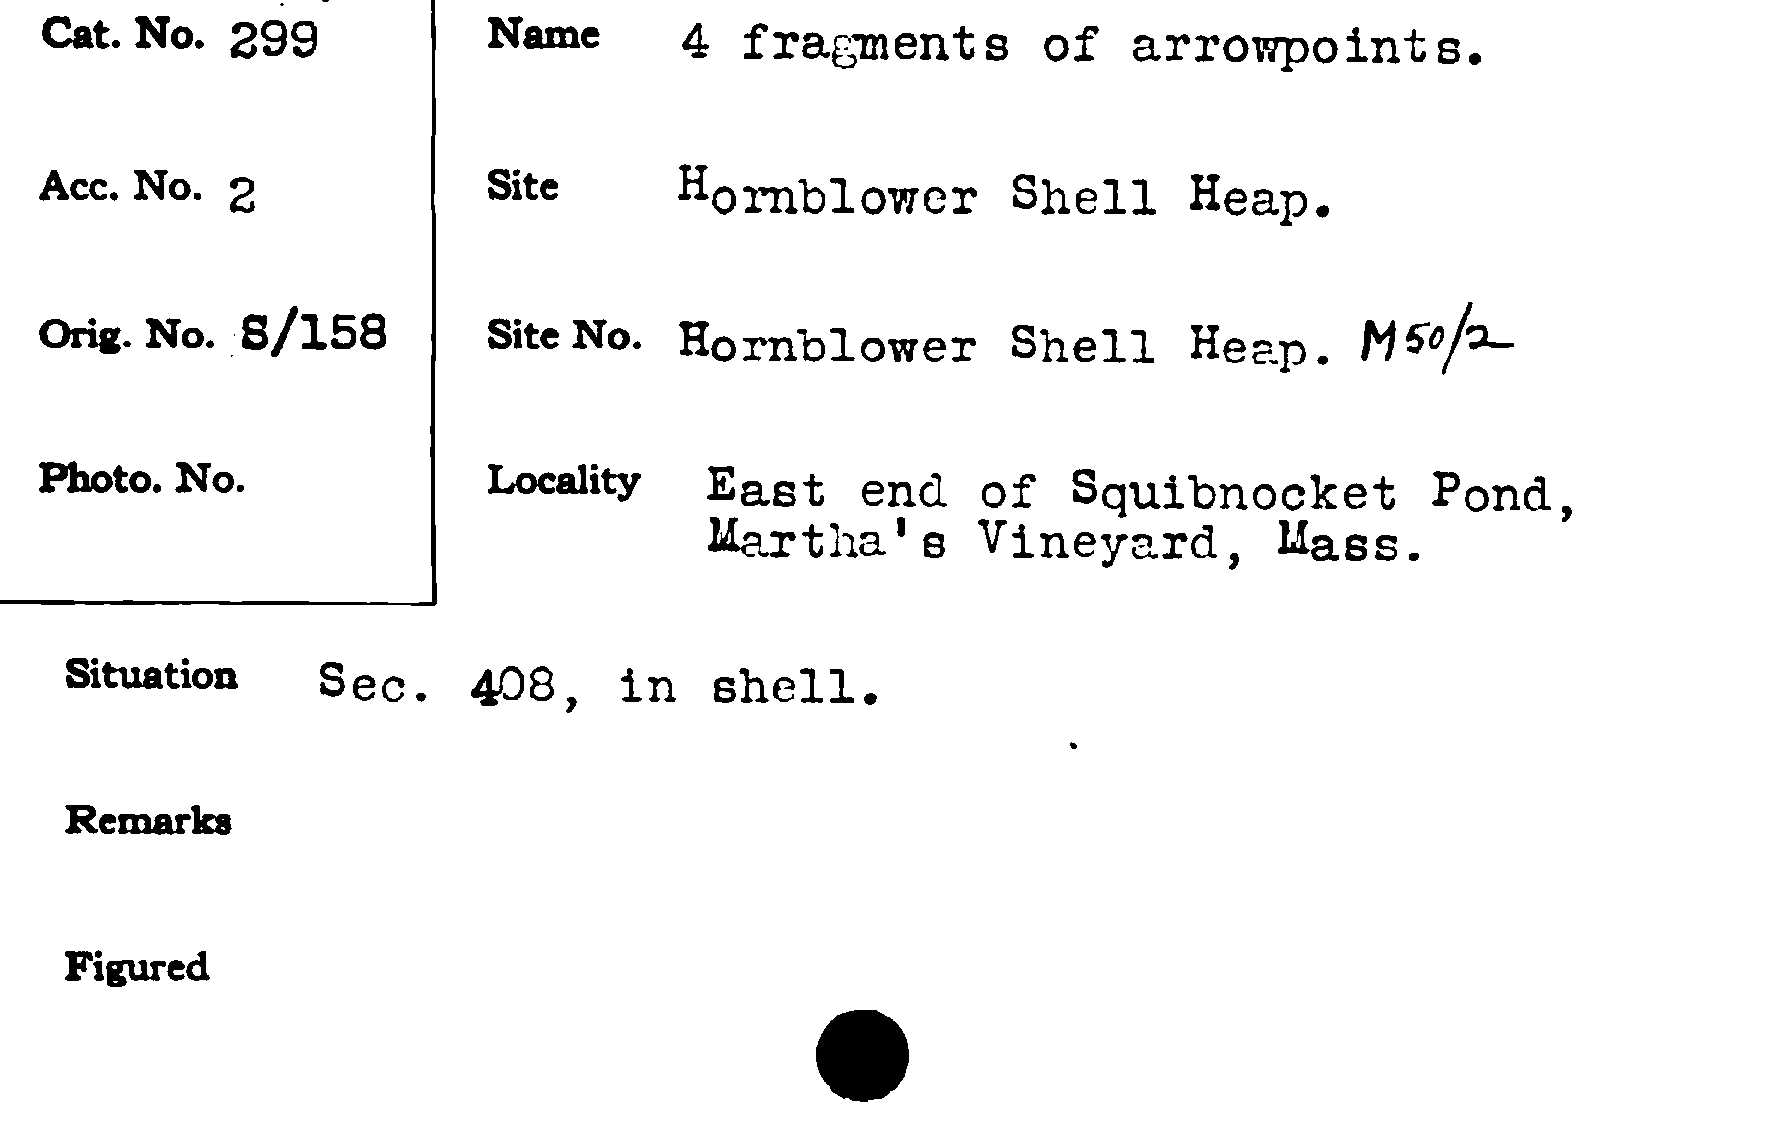 Cat. No. 299
Name 4 fragments of arrowpoints.
Acc. No. 2
Site Hornblower Shell Heap.
Orig. No. S/158
Site No. Hornblower Shell Heap. M50/2
Photo. No.
Locality East end of Squibnocket Pond,
Martha's Vineyard, Mass.
Situation Sec. 408, in shell.
Remarks
Figured